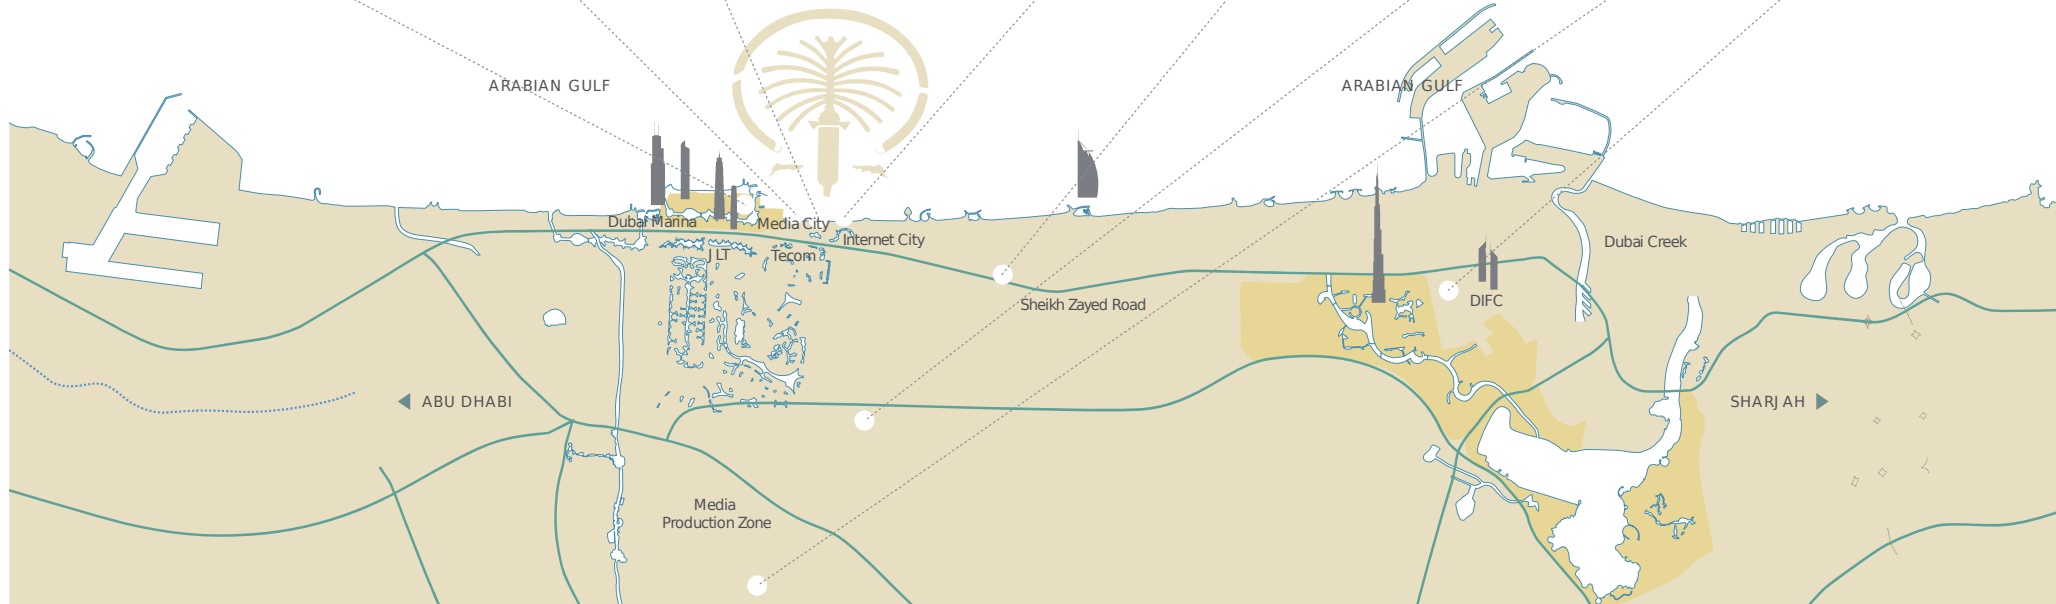 ARABIAN GULF
ARABIAN GULF
Dubai Marina
Media City
Internet City
Dubai Creek
JLT
Tecom
Sheikh Zayed Road
DIFC
ABU DHABI
SHARJAH
Media
Production Zone